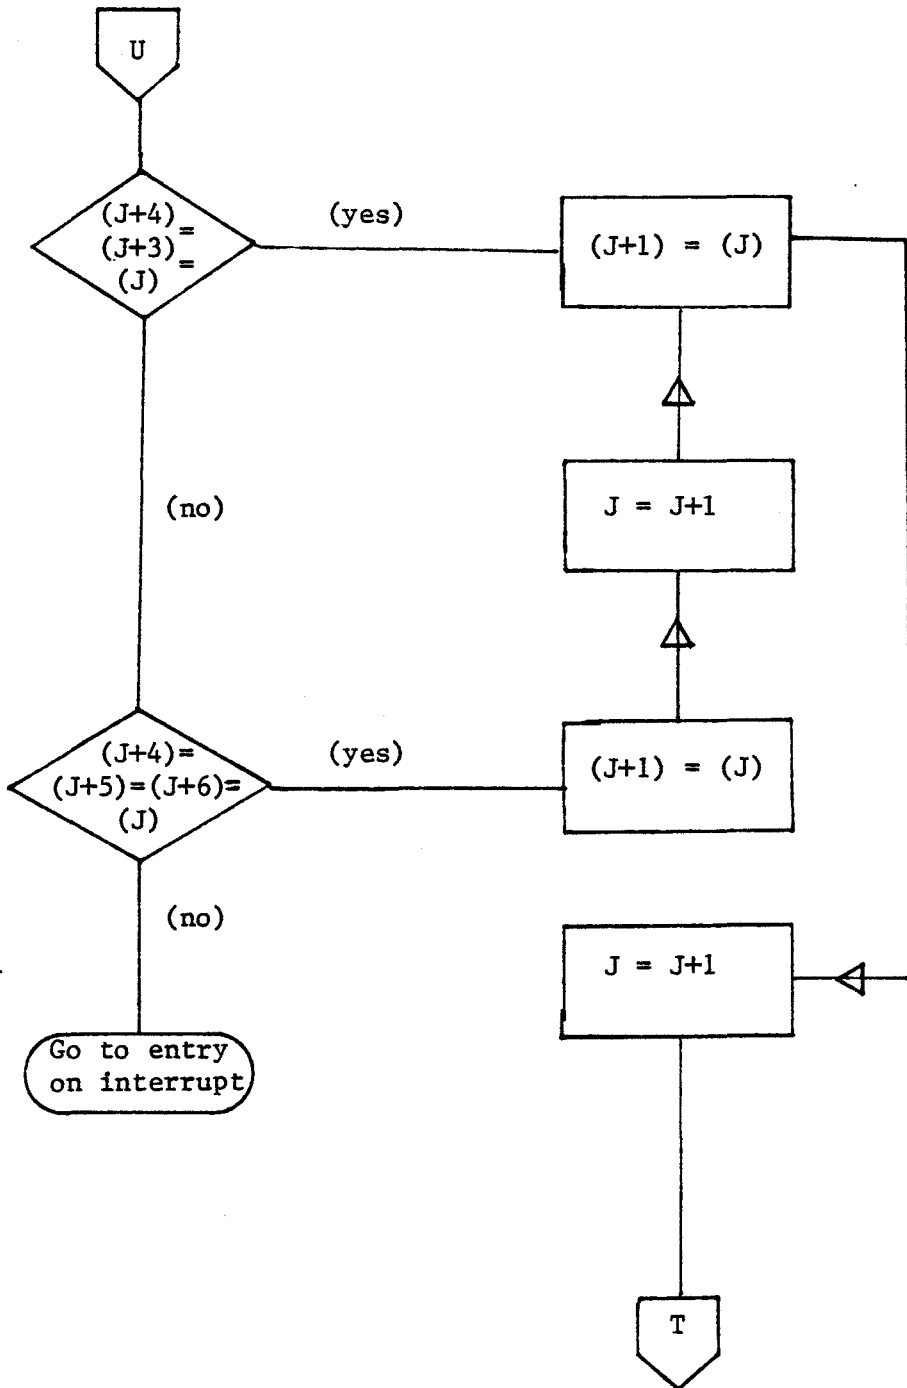 U
(J+4)=
(J+3)=
(J)
(yes)
(J+1) = (J)
(no)
J = J+1
(J+4)=
(J+5)=(J+6)=
(J)
(yes)
(J+1) = (J)
(no)
J = J+1
Go to entry
on interrupt
T